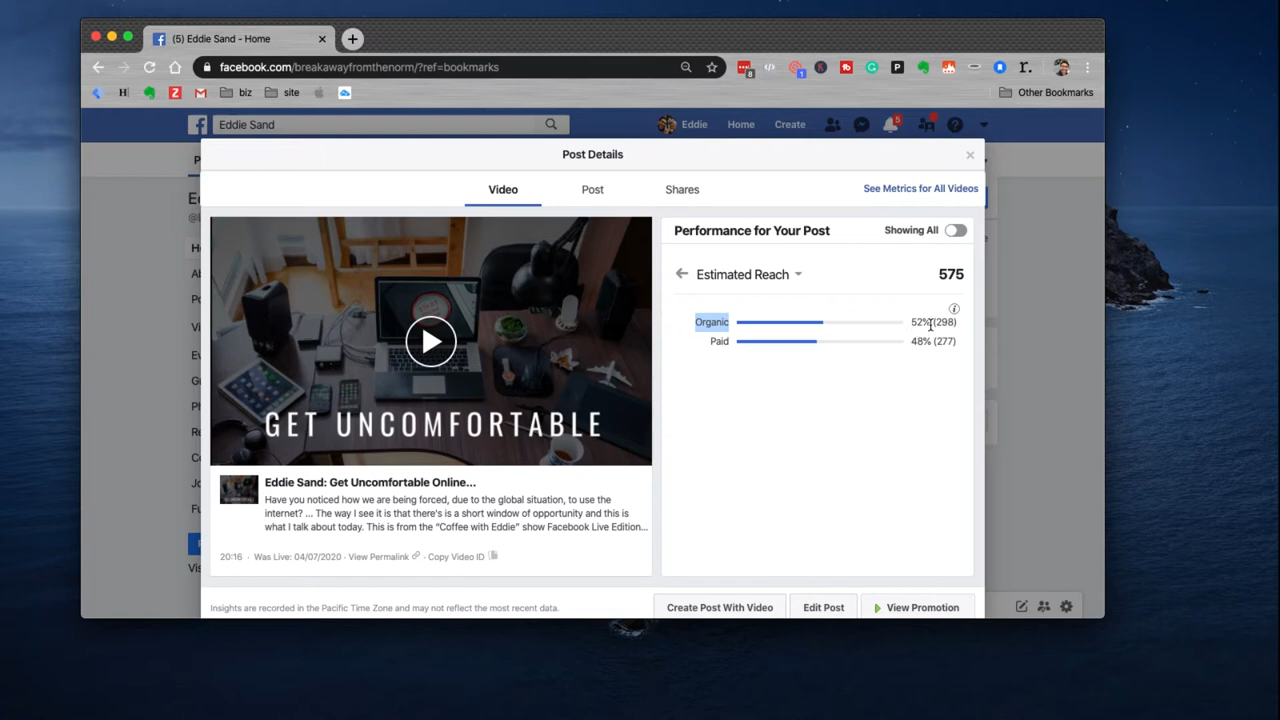 (5) Eddie Sand - Home
facebook.com/breakawayfromthenorm/?ref=bookmarks
8
1
r.
H
Z
biz
site
Other Bookmarks
Eddie Sand
Eddie
Home
Create
5
Post Details
Video
Post
Shares
See Metrics for All Videos
GET UNCOMFORTABLE
Eddie Sand: Get Uncomfortable Online...
Have you noticed how we are being forced, due to the global situation, to use the
internet? ... The way I see it is that there's is a short window of opportunity and this is
what I talk about today. This is from the "Coffee with Eddie" show Facebook Live Edition...
20:16 · Was Live: 04/07/2020 · View Permalink · Copy Video ID
Performance for Your Post
Showing All
Estimated Reach
575
Organic
52% (298)
Paid
48% (277)
Insights are recorded in the Pacific Time Zone and may not reflect the most recent data.
Create Post With Video
Edit Post
View Promotion